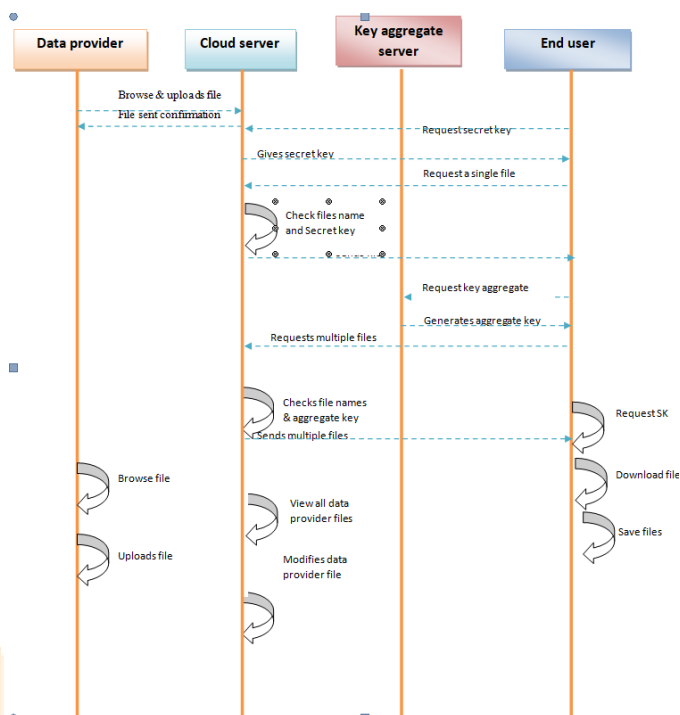 Data provider
Cloud server
Key aggregate
server
End user
Browse & uploads file
File sent confirmation
Request secret key
Gives secret key
Request a single file
Check files name
and Secret key
Request key aggregate
Generates aggregate key
Requests multiple files
Checks file names
& aggregate key
Request SK
Sends multiple files
Browse file
Download file
View all data
provider files
Save files
Uploads file
Modifies data
provider file